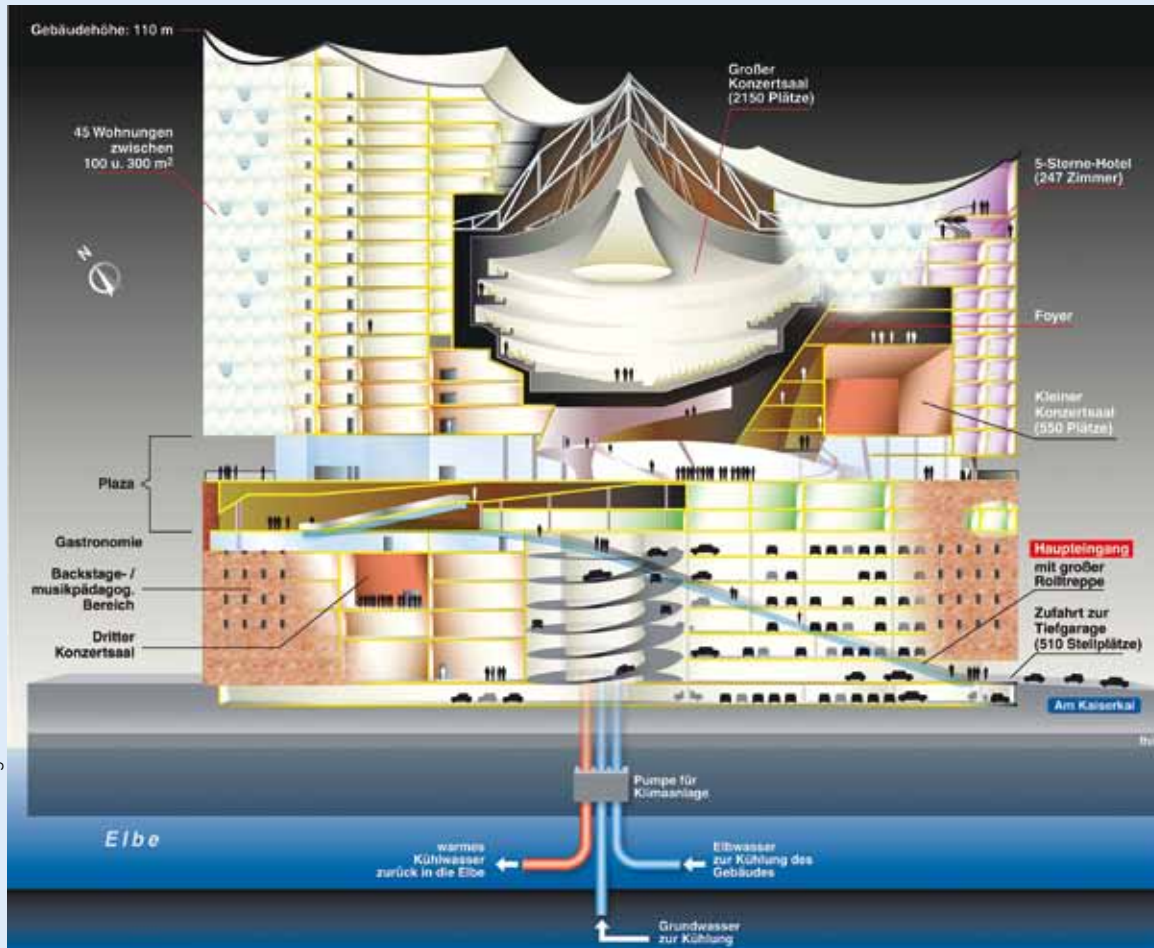 Gebäudehöhe: 110 m
Großer
Konzertsaal
(2150 Plätze)
45 Wohnungen
zwischen
100 u. 300 m²
5-Sterne-Hotel
(247 Zimmer)
N
Foyer
Kleiner
Konzertsaal
(550 Plätze)
Plaza
Gastronomie
Backstage- /
musikpädagog.
Bereich
Dritter
Konzertsaal
Haupteingang
mit großer
Rolltreppe
Zufahrt zur
Tiefgarage
(510 Stellplätze)
Am Kaiserkai
Pumpe für
Klimaanlage
Elbe
warmes
Kühlwasser
zurück in die Elbe
Elbwasser
zur Kühlung des
Gebäudes
Grundwasser
zur Kühlung